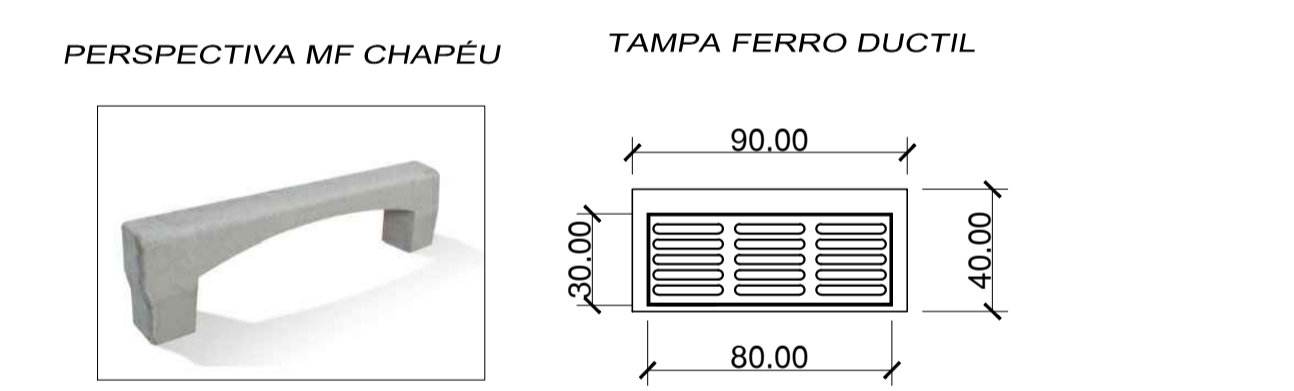 PERSPECTIVA MF CHAPÉU
TAMPA FERRO DUCTIL
90.00
30.00
40.00
80.00